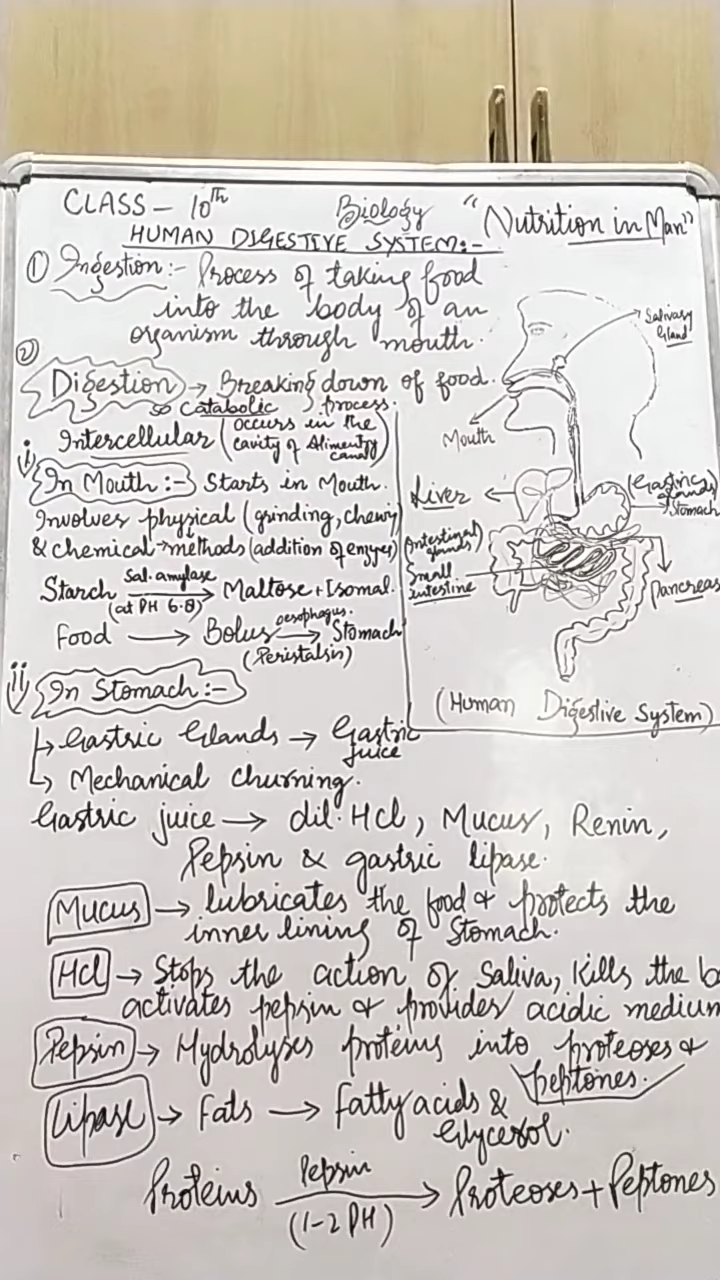 CLASS - 10th Biology "Nutrition in Man"
HUMAN DIGESTIVE SYSTEM:-
① Ingestion:- Process of taking food
into the body of an
organism through mouth.
② Digestion → Breaking down of food.
so catabolic process.
Intercellular (occurs in the
cavity of Alimentry
canal)
i) In Mouth:- Starts in Mouth.
Involves physical (grinding, chewing
& chemical → methods (addition of enzymes)
Starch Sal. amylase → Maltose + Isomal.
(at PH 6.8)
Food → Bolus oesophagus → Stomach
(Peristalsis)
Salivary
Gland
Mouth
Liver
(Gastric
glands)
Stomach
(Intestinal
glands)
Small
intestine
Pancreas
(Human Digestive System)
ii) In Stomach:-
→ Gastric Glands → Gastric
juice
→ Mechanical churning.
Gastric juice → dil. HCl, Mucus, Renin,
Pepsin & gastric lipase.
Mucus → lubricates the food & protects the
inner lining of Stomach.
HCl → Stops the action of Saliva, kills the
activates pepsin & provides acidic medium
Pepsin → Hydrolyses proteins into proteoses &
peptones.
Lipase → Fats → Fatty acids &
Glycerol.
Proteins Pepsin → Proteoses + Peptones
(1-2 PH)